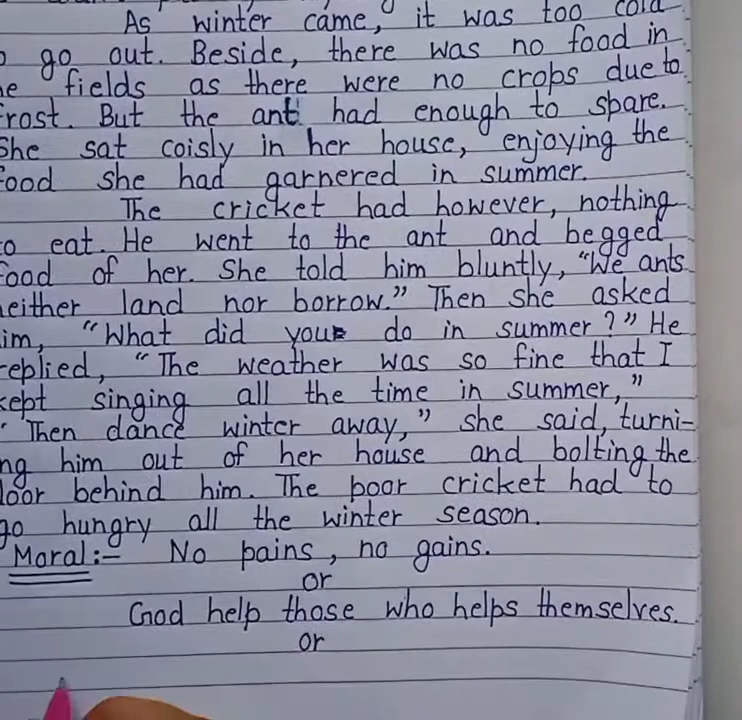 As winter came, it was too cold
go out. Beside, there was no food in
fields as there were no crops due to
rost. But the ant had enough to spare.
She sat coisly in her house, enjoying the
ood she had garnered in summer.
The cricket had however, nothing
to eat. He went to the ant and begged
ood of her. She told him bluntly, "We ants
neither land nor borrow." Then she asked
im, "What did your do in summer?" He
replied, "The weather was so fine that I
kept singing all the time in summer,"
"Then dance winter away," she said, turni-
ng him out of her house and bolting the
door behind him. The poor cricket had to
go hungry all the winter season.
Moral:- No pains, no gains.
or
God help those who helps themselves.
or